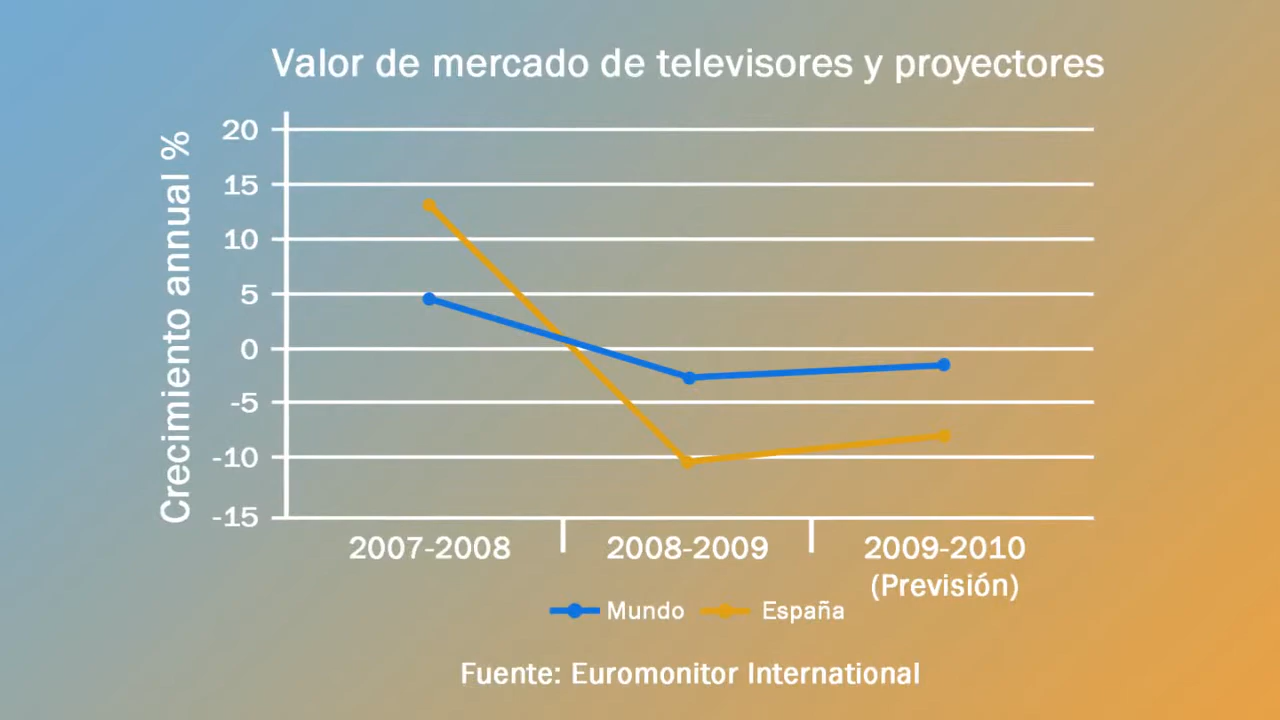 Valor de mercado de televisores y proyectores
Crecimiento annual %
20
15
10
5
0
-5
-10
-15
2007-2008
2008-2009
2009-2010
(Previsión)
Mundo
España
Fuente: Euromonitor International